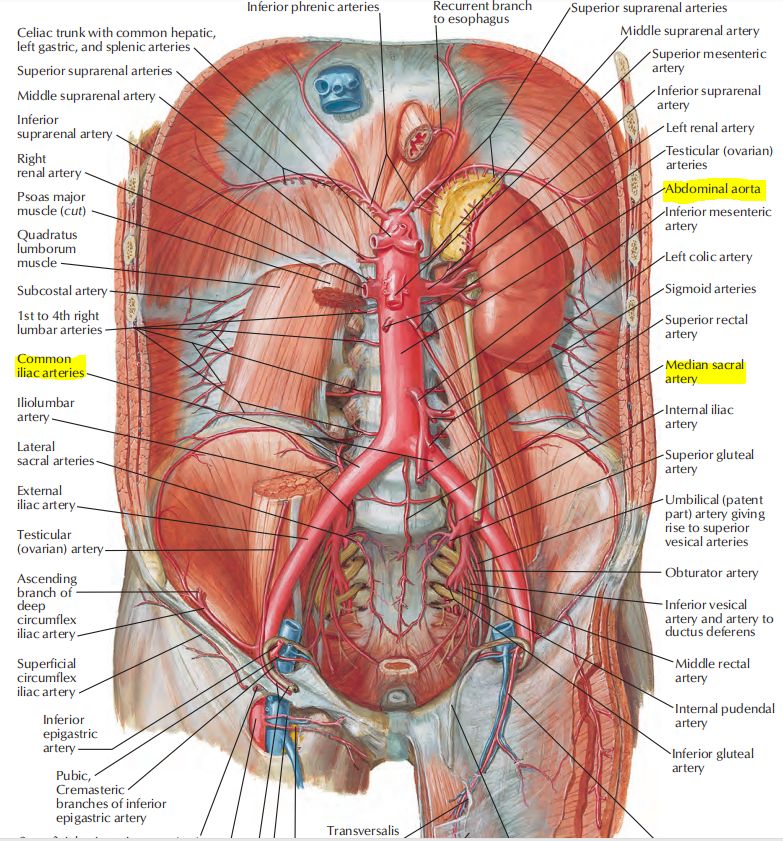 Inferior phrenic arteries
Recurrent branch
to esophagus
Superior suprarenal arteries
Celiac trunk with common hepatic,
left gastric, and splenic arteries
Superior suprarenal arteries
Middle suprarenal artery
Inferior
suprarenal artery
Right
renal artery
Psoas major
muscle (cut)
Quadratus
lumborum
muscle
Subcostal artery
1st to 4th right
lumbar arteries
Common
iliac arteries
Iliolumbar
artery
Lateral
sacral arteries
External
iliac artery
Testicular
(ovarian) artery
Ascending
branch of
deep
circumflex
iliac artery
Superficial
circumflex
iliac artery
Inferior
epigastric
artery
Pubic,
Cremasteric
branches of inferior
epigastric artery
Middle suprarenal artery
Superior mesenteric
artery
Inferior suprarenal
artery
Left renal artery
Testicular (ovarian)
arteries
Abdominal aorta
Inferior mesenteric
artery
Left colic artery
Sigmoid arteries
Superior rectal
artery
Median sacral
artery
Internal iliac
artery
Superior gluteal
artery
Umbilical (patent
part) artery giving
rise to superior
vesical arteries
Obturator artery
Inferior vesical
artery and artery to
ductus deferens
Middle rectal
artery
Internal pudendal
artery
Inferior gluteal
artery
Transversalis